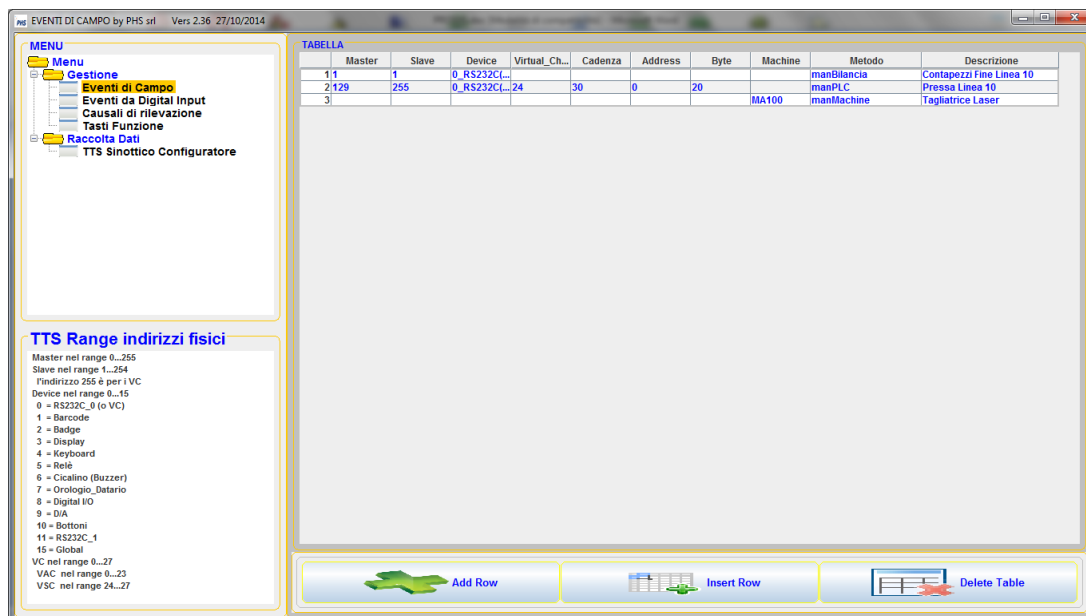 PHS EVENTI DI CAMPO by PHS srl Vers 2.36 27/10/2014
MENU
Menu
Gestione
Eventi di Campo
Eventi da Digital Input
Causali di rilevazione
Tasti Funzione
Raccolta Dati
TTS Sinottico Configuratore
TTS Range indirizzi fisici
Master nel range 0...255
Slave nel range 1...254
l'indirizzo 255 è per i VC
Device nel range 0...15
0 = RS232C_0 (o VC)
1 = Barcode
2 = Badge
3 = Display
4 = Keyboard
5 = Relè
6 = Cicalino (Buzzer)
7 = Orologio_Datario
8 = Digital I/O
9 = D/A
10 = Bottoni
11 = RS232C_1
15 = Global
VC nel range 0...27
VAC nel range 0...23
VSC nel range 24...27
TABELLA
Master Slave Device Virtual_Ch... Cadenza Address Byte Machine Metodo Descrizione
1 1 1 0_RS232C(... manBilancia Contapezzi Fine Linea 10
2 129 255 0_RS232C(... 24 30 0 20 manPLC Pressa Linea 10
3 MA100 manMachine Tagliatrice Laser
Add Row Insert Row Delete Table